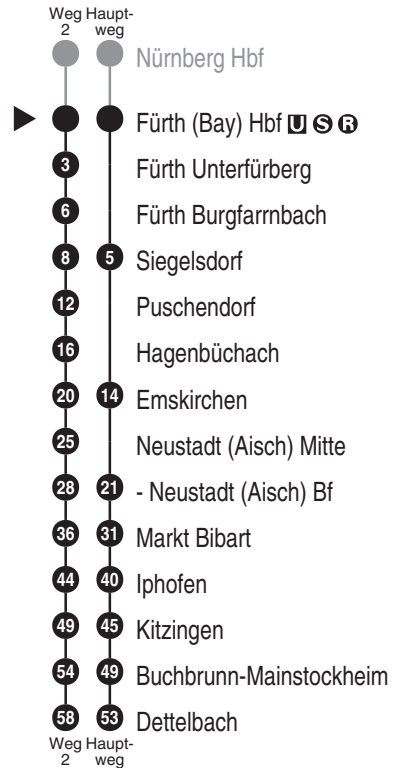 Weg Haupt-
2 weg
Nürnberg Hbf
Fürth (Bay) Hbf U S R
3 Fürth Unterfürberg
6 Fürth Burgfarrnbach
8 5 Siegelsdorf
12 Puschendorf
16 Hagenbüchach
20 14 Emskirchen
25 Neustadt (Aisch) Mitte
28 21 - Neustadt (Aisch) Bf
36 31 Markt Bibart
44 40 Iphofen
49 45 Kitzingen
54 49 Buchbrunn-Mainstockheim
58 53 Dettelbach
Weg Haupt-
2 weg